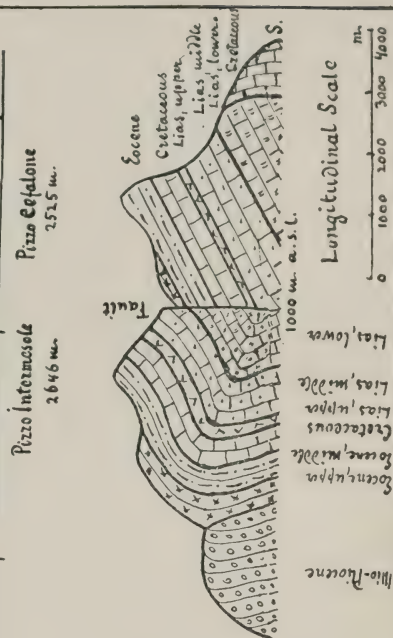 Pizzo Intermesole
2646 m.
Pizzo Cefalone
2525 m.
Fault
Eocene
Cretaceous
Lias, upper
Lias middle
Lias, lower.
Cretaceous
S.
1000 m. a. s. l.
Mio-Pliocene
Eocene, upper
Eocene, middle
Cretaceous
Lias, upper
Lias, middle
Lias, lower
Longitudinal Scale
0 1000 2000 3000 4000
m.